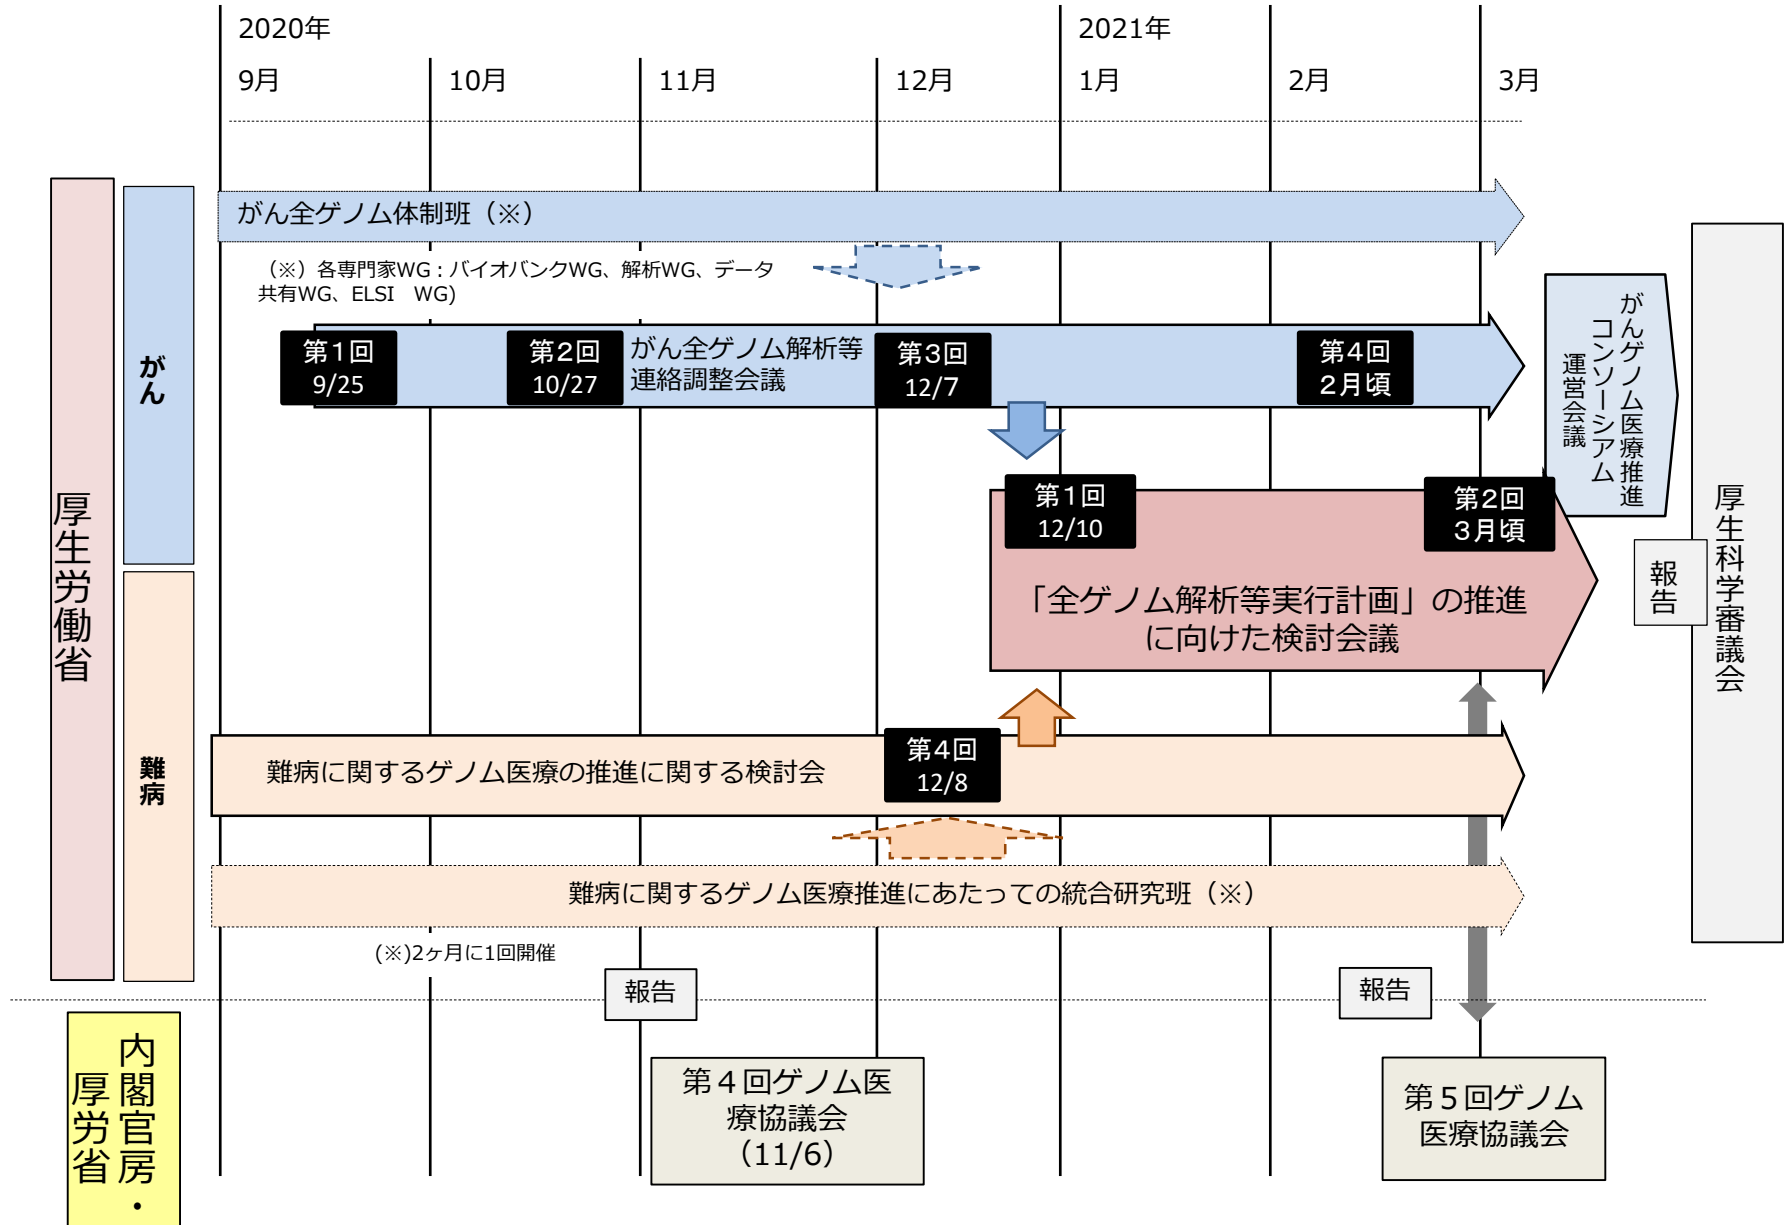 2020年
2021年
9月
10月
11月
12月
1月
2月
3月
厚生労働省
がん
がん全ゲノム体制班（※）
（※）各専門家WG：バイオバンクWG、解析WG、データ
共有WG、ELSI　WG)
第1回
9/25
第2回
10/27
がん全ゲノム解析等
連絡調整会議
第3回
12/7
第4回
２月頃
がんゲノム医療推進
コンソーシアム
運営会議
第1回
12/10
第2回
３月頃
「全ゲノム解析等実行計画」の推進
に向けた検討会議
報告
厚生科学審議会
難病
難病に関するゲノム医療の推進に関する検討会
第4回
12/8
難病に関するゲノム医療推進にあたっての統合研究班（※）
(※)2ヶ月に1回開催
報告
報告
内閣官房・
厚労省
第４回ゲノム医
療協議会
（11/6）
第５回ゲノム
医療協議会